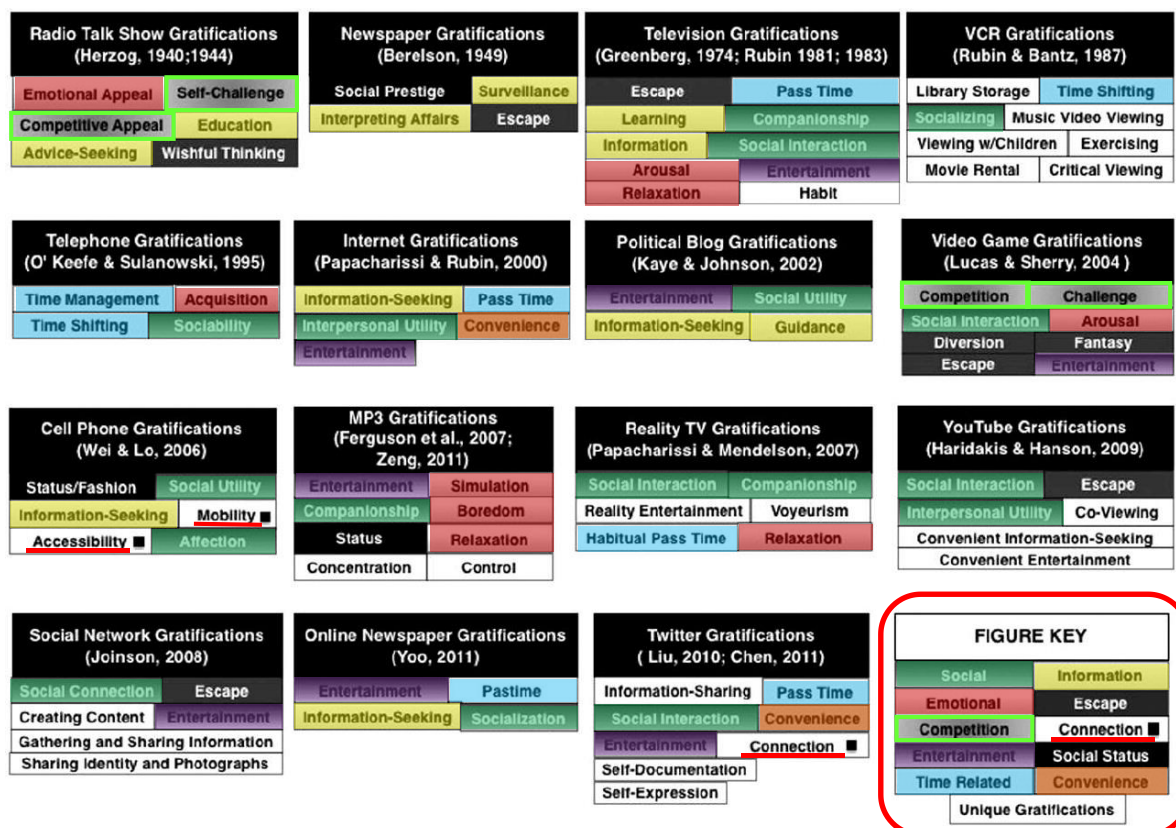 Radio Talk Show Gratifications
(Herzog, 1940;1944)
Emotional Appeal Self-Challenge
Competitive Appeal Education
Advice-Seeking Wishful Thinking
Newspaper Gratifications
(Berelson, 1949)
Social Prestige Surveillance
Interpreting Affairs Escape
Television Gratifications
(Greenberg, 1974; Rubin 1981; 1983)
Escape Pass Time
Learning Companionship
Information Social Interaction
Arousal Entertainment
Relaxation Habit
VCR Gratifications
(Rubin & Bantz, 1987)
Library Storage Time Shifting
Socializing Music Video Viewing
Viewing w/Children Exercising
Movie Rental Critical Viewing
Telephone Gratifications
(O' Keefe & Sulanowski, 1995)
Time Management Acquisition
Time Shifting Sociability
Internet Gratifications
(Papacharissi & Rubin, 2000)
Information-Seeking Pass Time
Interpersonal Utility Convenience
Entertainment
Political Blog Gratifications
(Kaye & Johnson, 2002)
Entertainment Social Utility
Information-Seeking Guidance
Video Game Gratifications
(Lucas & Sherry, 2004 )
Competition Challenge
Social Interaction Arousal
Diversion Fantasy
Escape Entertainment
Cell Phone Gratifications
(Wei & Lo, 2006)
Status/Fashion Social Utility
Information-Seeking Mobility
Accessibility Affection
MP3 Gratifications
(Ferguson et al., 2007;
Zeng, 2011)
Entertainment Simulation
Companionship Boredom
Status Relaxation
Concentration Control
Reality TV Gratifications
(Papacharissi & Mendelson, 2007)
Social Interaction Companionship
Reality Entertainment Voyeurism
Habitual Pass Time Relaxation
YouTube Gratifications
(Haridakis & Hanson, 2009)
Social Interaction Escape
Interpersonal Utility Co-Viewing
Convenient Information-Seeking
Convenient Entertainment
Social Network Gratifications
(Joinson, 2008)
Social Connection Escape
Creating Content Entertainment
Gathering and Sharing Information
Sharing Identity and Photographs
Online Newspaper Gratifications
(Yoo, 2011)
Entertainment Pastime
Information-Seeking Socialization
Twitter Gratifications
( Liu, 2010; Chen, 2011)
Information-Sharing Pass Time
Social Interaction Convenience
Entertainment Connection
Self-Documentation
Self-Expression
FIGURE KEY
Social Information
Emotional Escape
Competition Connection
Entertainment Social Status
Time Related Convenience
Unique Gratifications